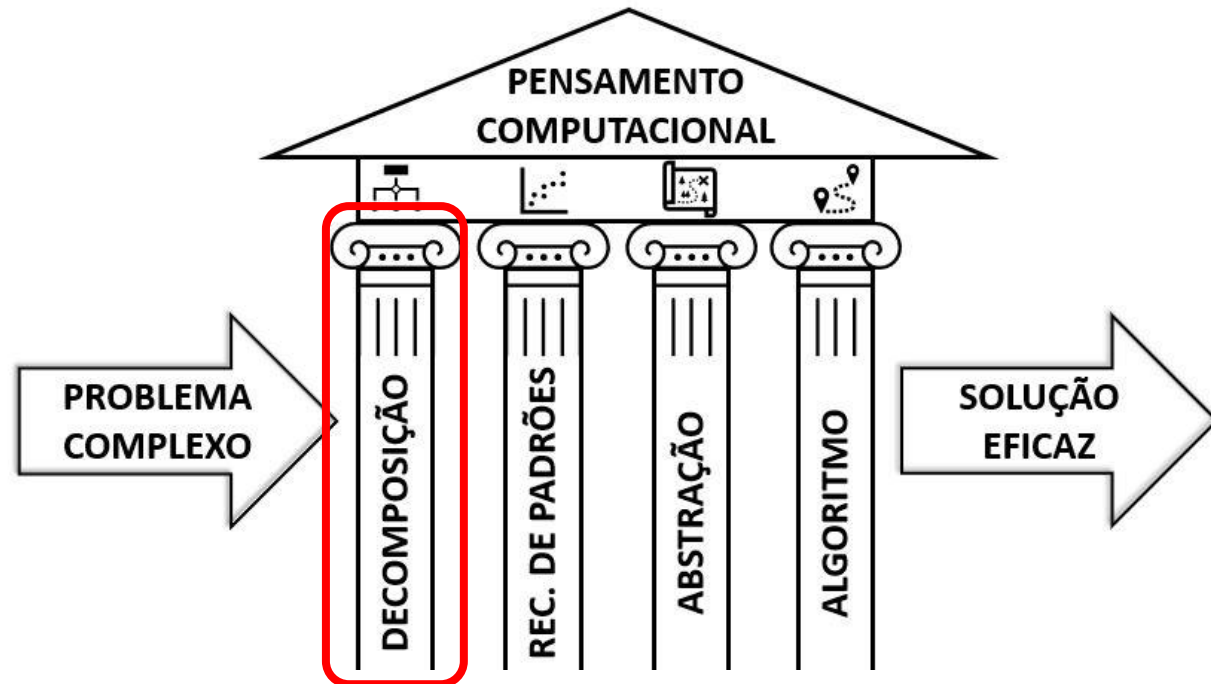 PENSAMENTO
COMPUTACIONAL
PROBLEMA
COMPLEXO
DECOMPOSIÇÃO
REC. DE PADRÕES
ABSTRAÇÃO
ALGORITMO
SOLUÇÃO
EFICAZ